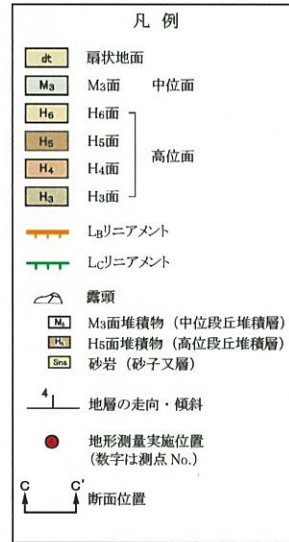 凡例
dt 扇状地面
M3 M3面 中位面
H6 H6面
H5 H5面
高位面
H4 H4面
H3 H3面
LBリニアメント
LCリニアメント
露頭
M3 M3面堆積物（中位段丘堆積層）
H5 H5面堆積物（高位段丘堆積層）
Sns 砂岩（砂子又層）
4 地層の走向・傾斜
地形測量実施位置
(数字は測点 No.)
C C' 断面位置